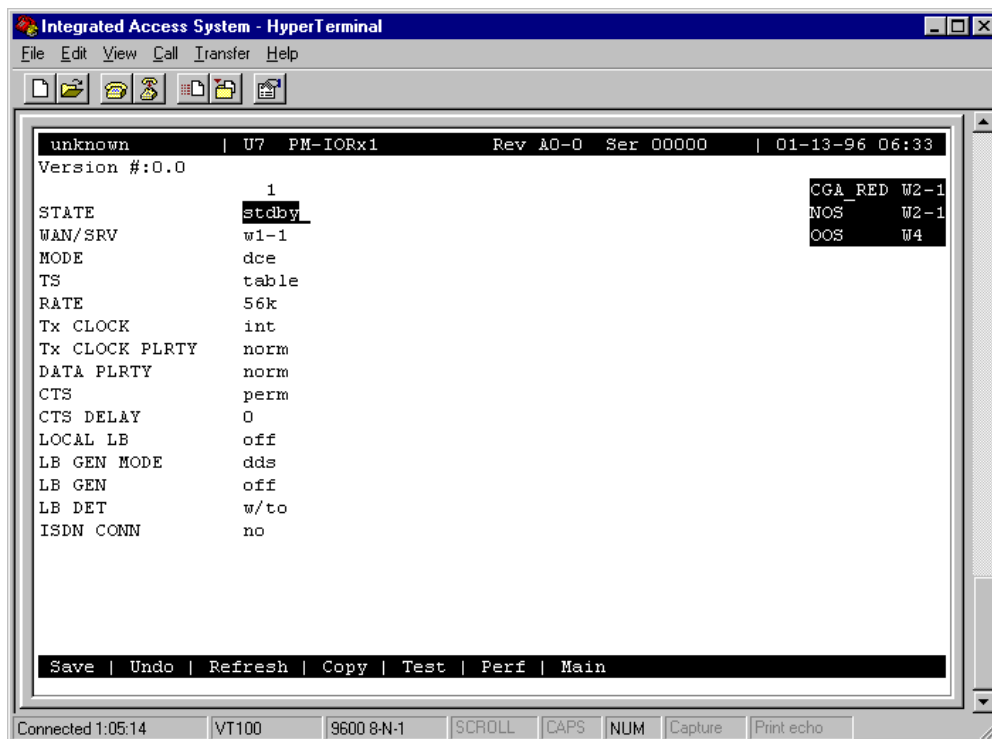 Integrated Access System - HyperTerminal
File Edit View Call Transfer Help
unknown | U7 PM-IORx1 Rev A0-0 Ser 00000 | 01-13-96 06:33
Version #:0.0
1 CGA_RED W2-1
STATE stdby NOS W2-1
WAN/SRV w1-1 OOS W4
MODE dce
TS table
RATE 56k
Tx CLOCK int
Tx CLOCK PLRTY norm
DATA PLRTY norm
CTS perm
CTS DELAY 0
LOCAL LB off
LB GEN MODE dds
LB GEN off
LB DET w/to
ISDN CONN no
Save | Undo | Refresh | Copy | Test | Perf | Main
Connected 1:05:14 VT100 9600 8-N-1 SCROLL CAPS NUM Capture Print echo